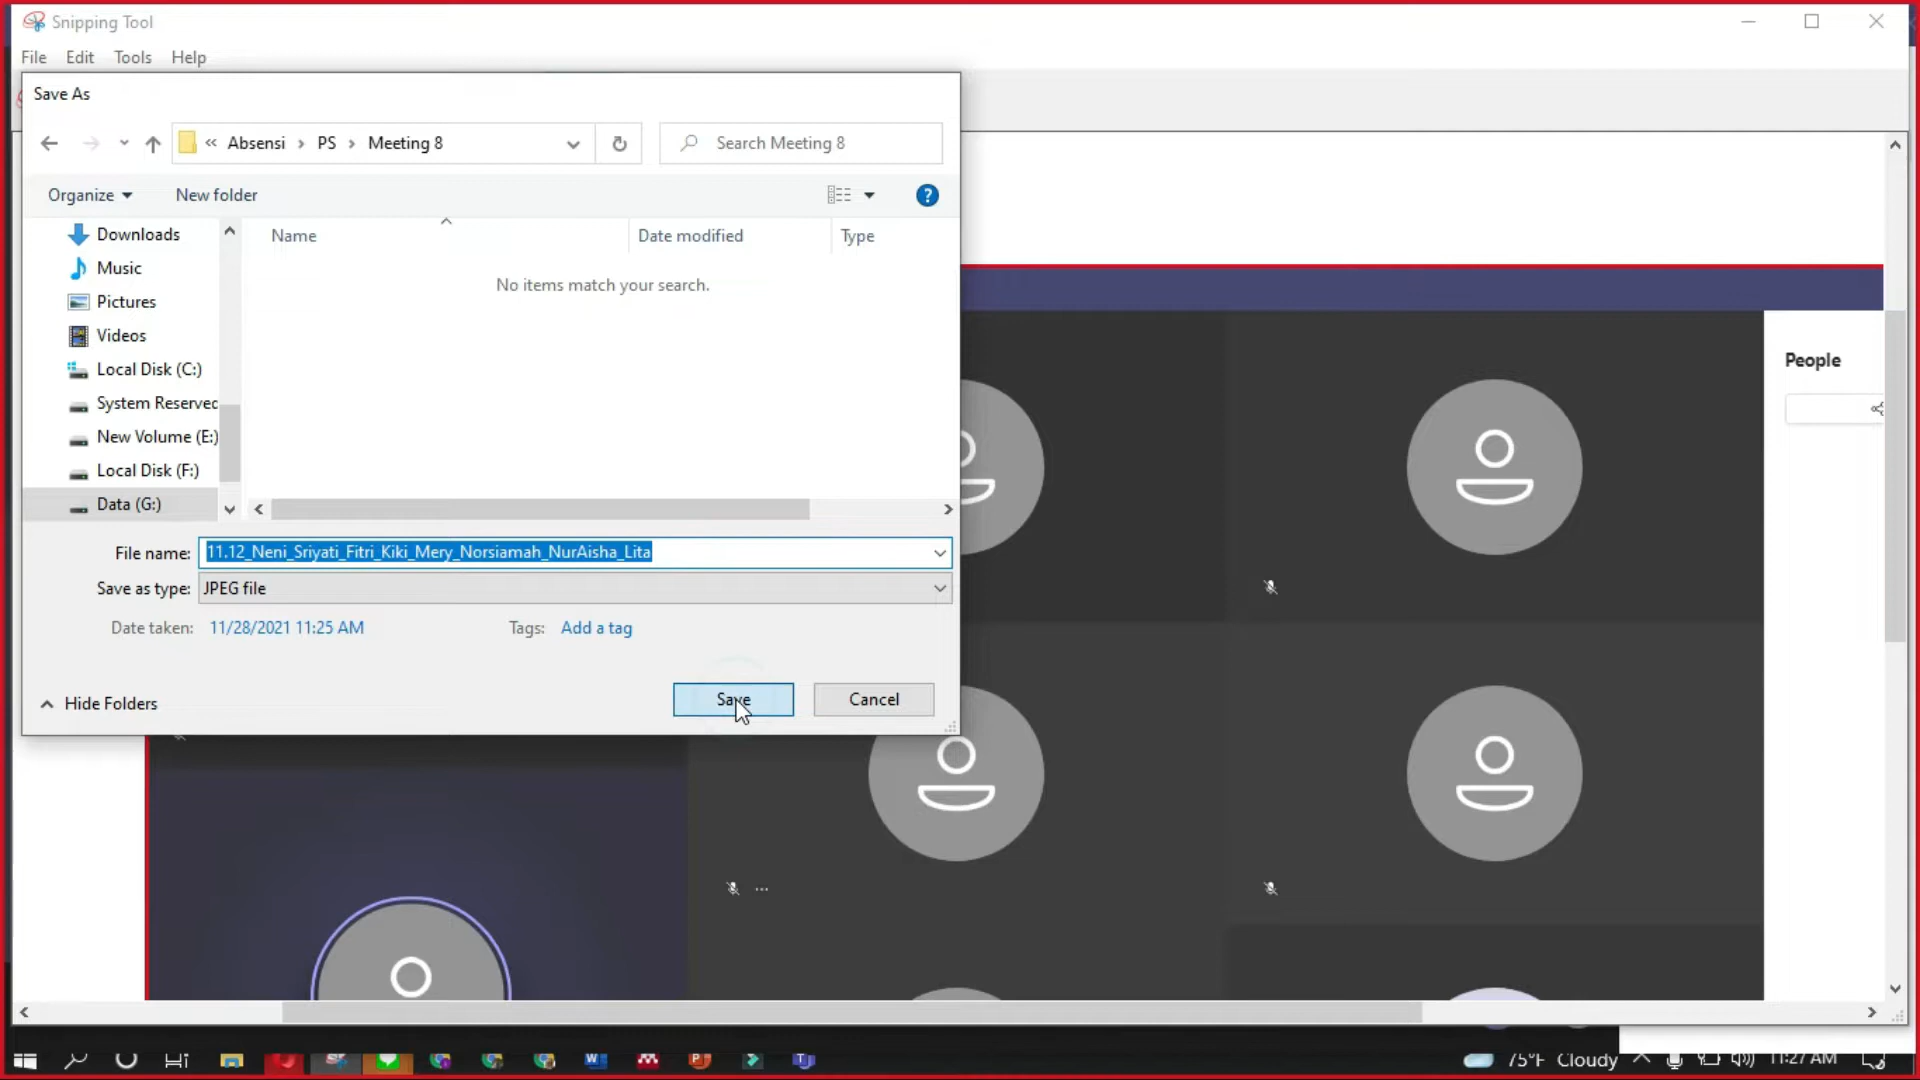 Snipping Tool
File Edit Tools Help
Save As
« Absensi › PS › Meeting 8
Search Meeting 8
Organize
New folder
Name
Date modified
Type
Downloads
Music
Pictures
Videos
Local Disk (C:)
System Reserved
New Volume (E:)
Local Disk (F:)
Data (G:)
No items match your search.
File name: 11.12_Neni_Sriyati_Fitri_Kiki_Mery_Norsiamah_NurAisha_Lita
Save as type: JPEG file
Date taken: 11/28/2021 11:25 AM
Tags: Add a tag
Hide Folders
Save
Cancel
People
75°F Cloudy
11:27 AM